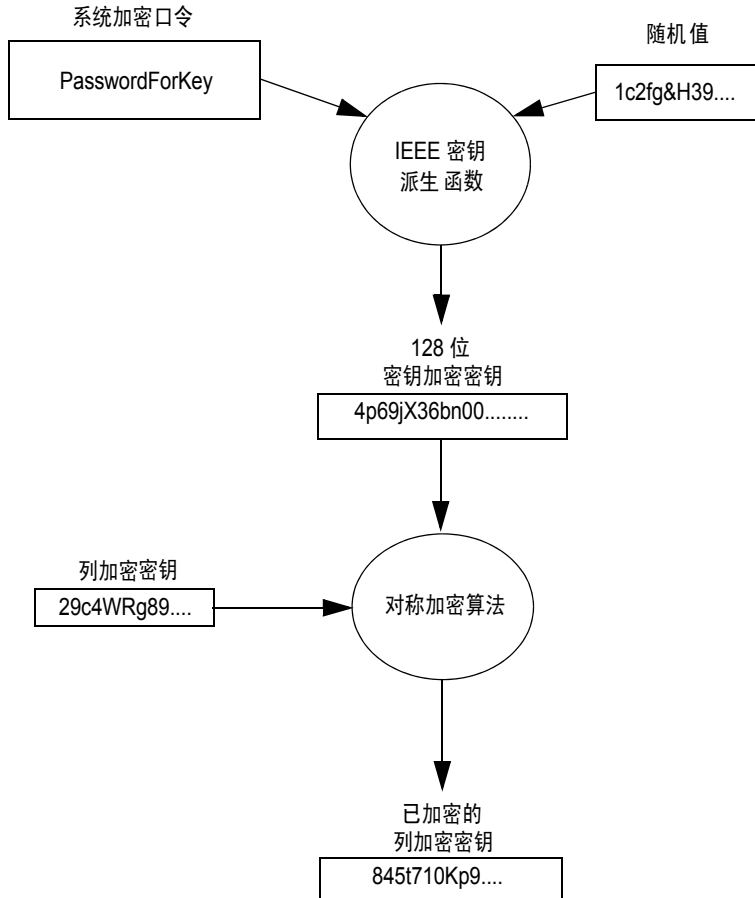 系统加密口令
随机值
PasswordForKey
1c2fg&H39....
IEEE 密钥
派生 函数
128 位
密钥加密密钥
4p69jX36bn00........
列加密密钥
29c4WRg89....
对称加密算法
已加密的
列加密密钥
845t710Kp9....